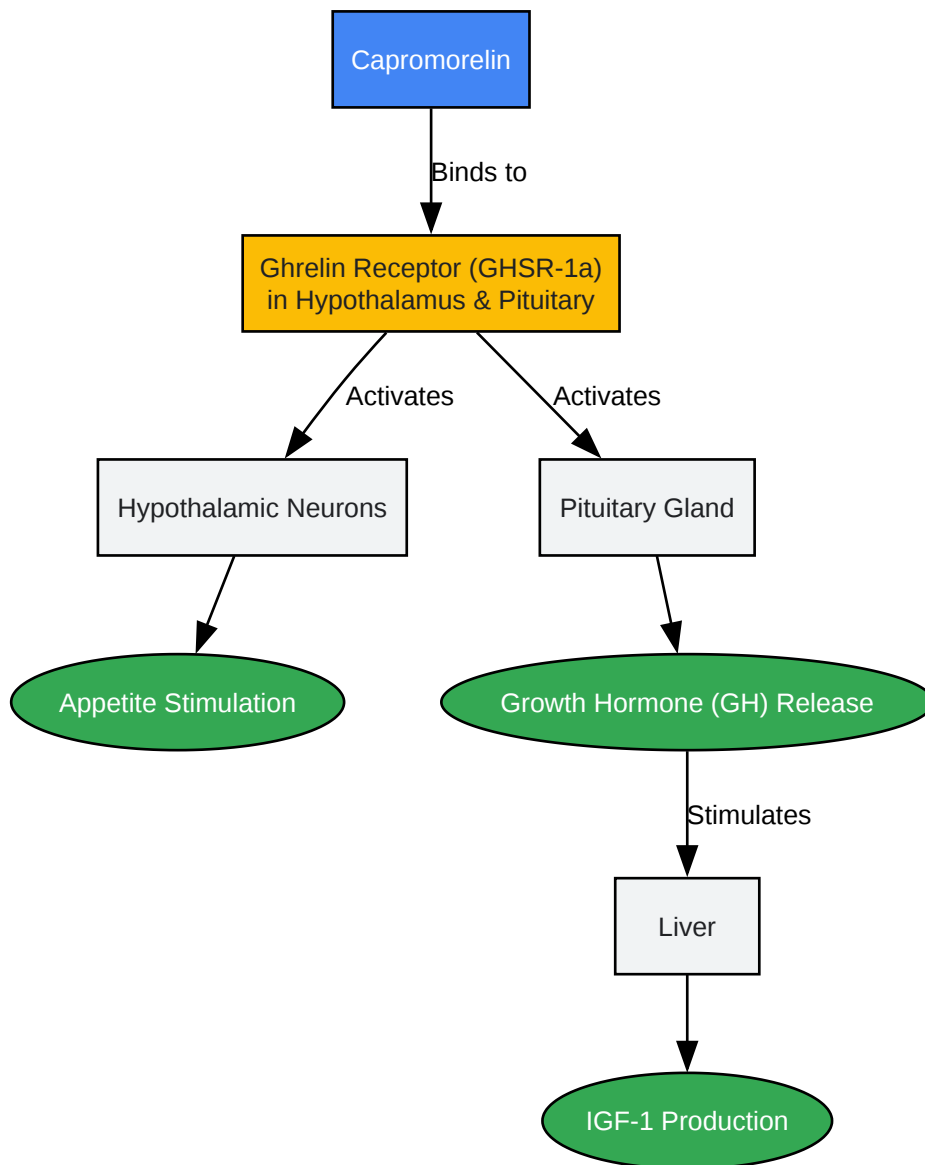 Capromorelin
Binds to
Ghrelin Receptor (GHSR-1a)
in Hypothalamus & Pituitary
Activates
Activates
Hypothalamic Neurons
Pituitary Gland
Appetite Stimulation
Growth Hormone (GH) Release
Stimulates
Liver
IGF-1 Production